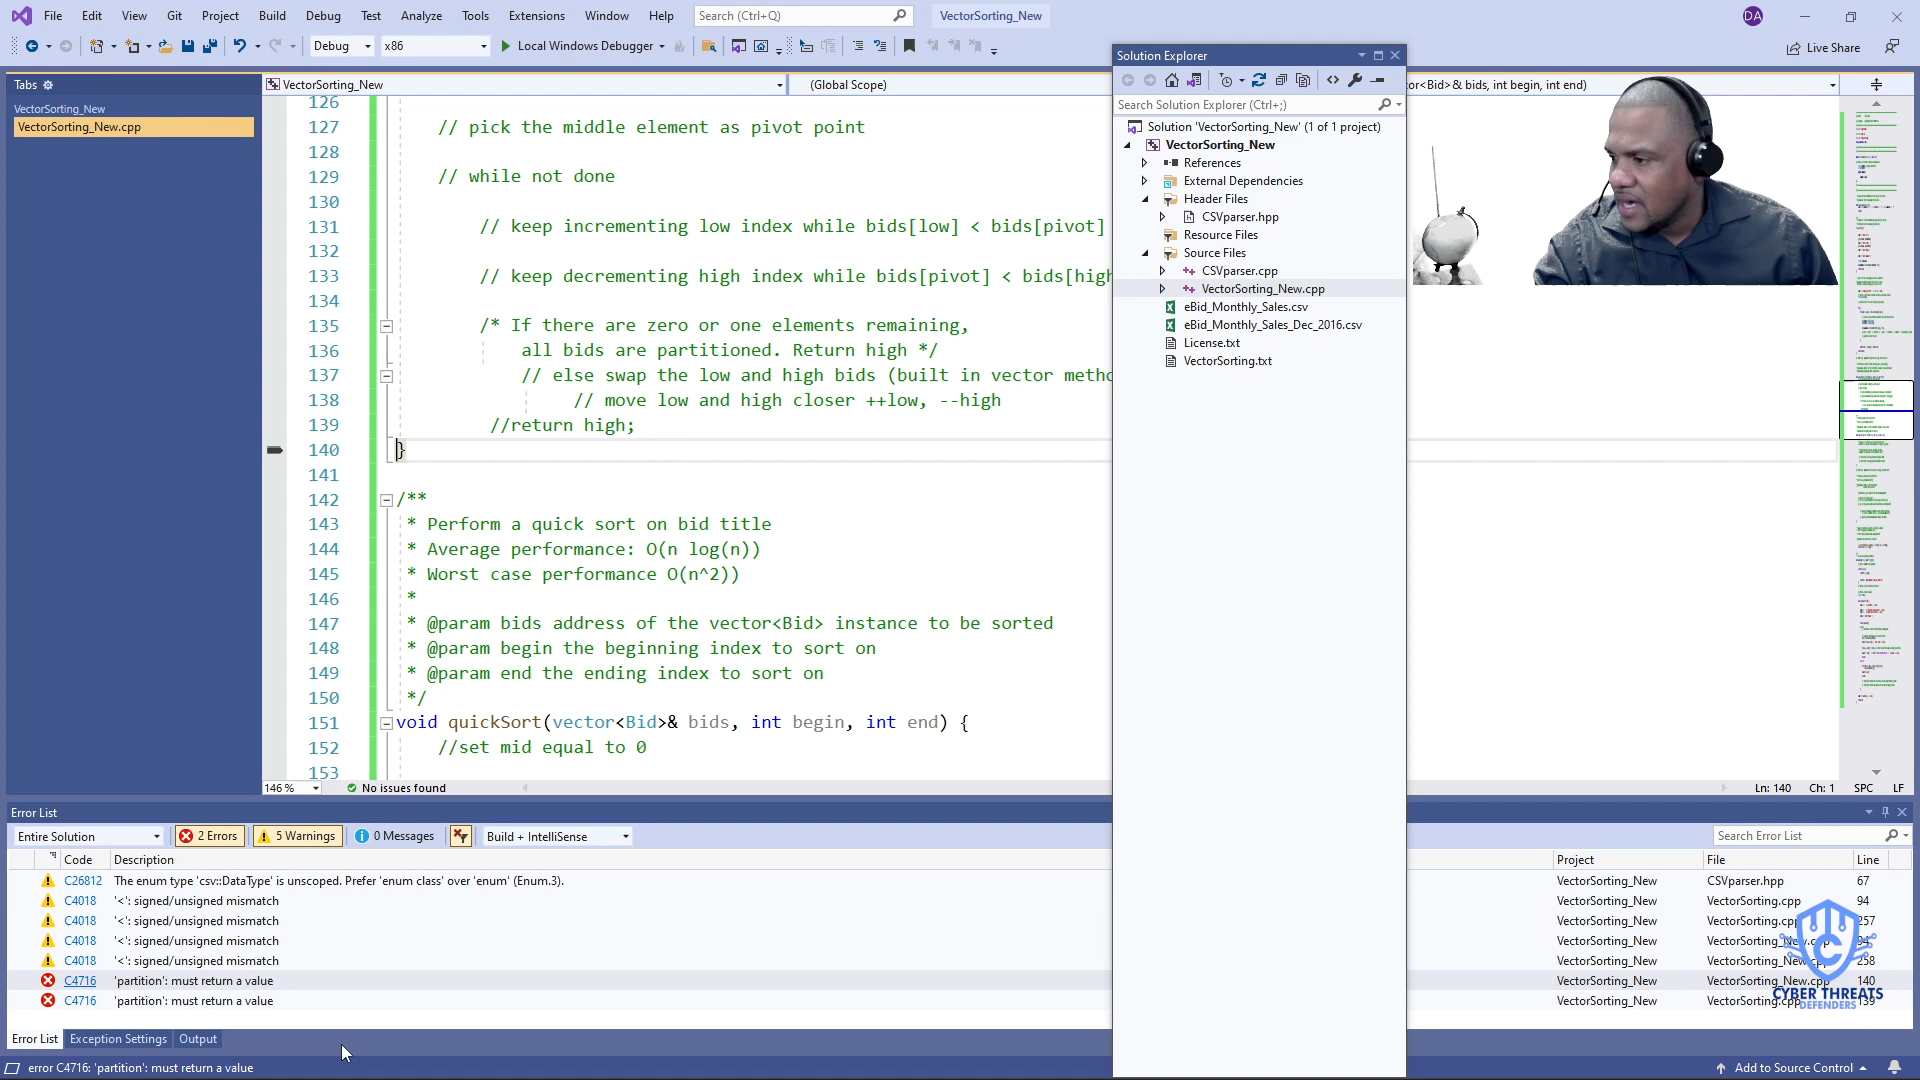 File Edit View Git Project Build Debug Test Analyze Tools Extensions Window Help Search (Ctrl+Q) VectorSorting_New DA
Debug x86 Local Windows Debugger Live Share
Tabs
VectorSorting_New
VectorSorting_New.cpp
VectorSorting_New (Global Scope) tor<Bid>& bids, int begin, int end)
126
127 // pick the middle element as pivot point
128
129 // while not done
130
131 // keep incrementing low index while bids[low] < bids[pivot]
132
133 // keep decrementing high index while bids[pivot] < bids[high
134
135 /* If there are zero or one elements remaining,
136 all bids are partitioned. Return high */
137 // else swap the low and high bids (built in vector metho
138 // move low and high closer ++low, --high
139 //return high;
140 }
141
142 /**
143 * Perform a quick sort on bid title
144 * Average performance: O(n log(n))
145 * Worst case performance O(n^2))
146 *
147 * @param bids address of the vector<Bid> instance to be sorted
148 * @param begin the beginning index to sort on
149 * @param end the ending index to sort on
150 */
151 void quickSort(vector<Bid>& bids, int begin, int end) {
152 //set mid equal to 0
153
146 % No issues found Ln: 140 Ch: 1 SPC LF
Solution Explorer
Search Solution Explorer (Ctrl+;)
Solution 'VectorSorting_New' (1 of 1 project)
VectorSorting_New
References
External Dependencies
Header Files
CSVparser.hpp
Resource Files
Source Files
CSVparser.cpp
VectorSorting_New.cpp
eBid_Monthly_Sales.csv
eBid_Monthly_Sales_Dec_2016.csv
License.txt
VectorSorting.txt
Error List
Entire Solution 2 Errors 5 Warnings 0 Messages Build + IntelliSense Search Error List
Code Description Project File Line
C26812 The enum type 'csv::DataType' is unscoped. Prefer 'enum class' over 'enum' (Enum.3). VectorSorting_New CSVparser.hpp 67
C4018 '<': signed/unsigned mismatch VectorSorting_New VectorSorting.cpp 94
C4018 '<': signed/unsigned mismatch VectorSorting_New VectorSorting.cpp 257
C4018 '<': signed/unsigned mismatch VectorSorting_New VectorSorting_New.cpp 94
C4018 '<': signed/unsigned mismatch VectorSorting_New VectorSorting_New.cpp 258
C4716 'partition': must return a value VectorSorting_New VectorSorting_New.cpp 140
C4716 'partition': must return a value VectorSorting_New VectorSorting.cpp 139
CYBER THREATS
DEFENDERS
Error List Exception Settings Output
error C4716: 'partition': must return a value Add to Source Control